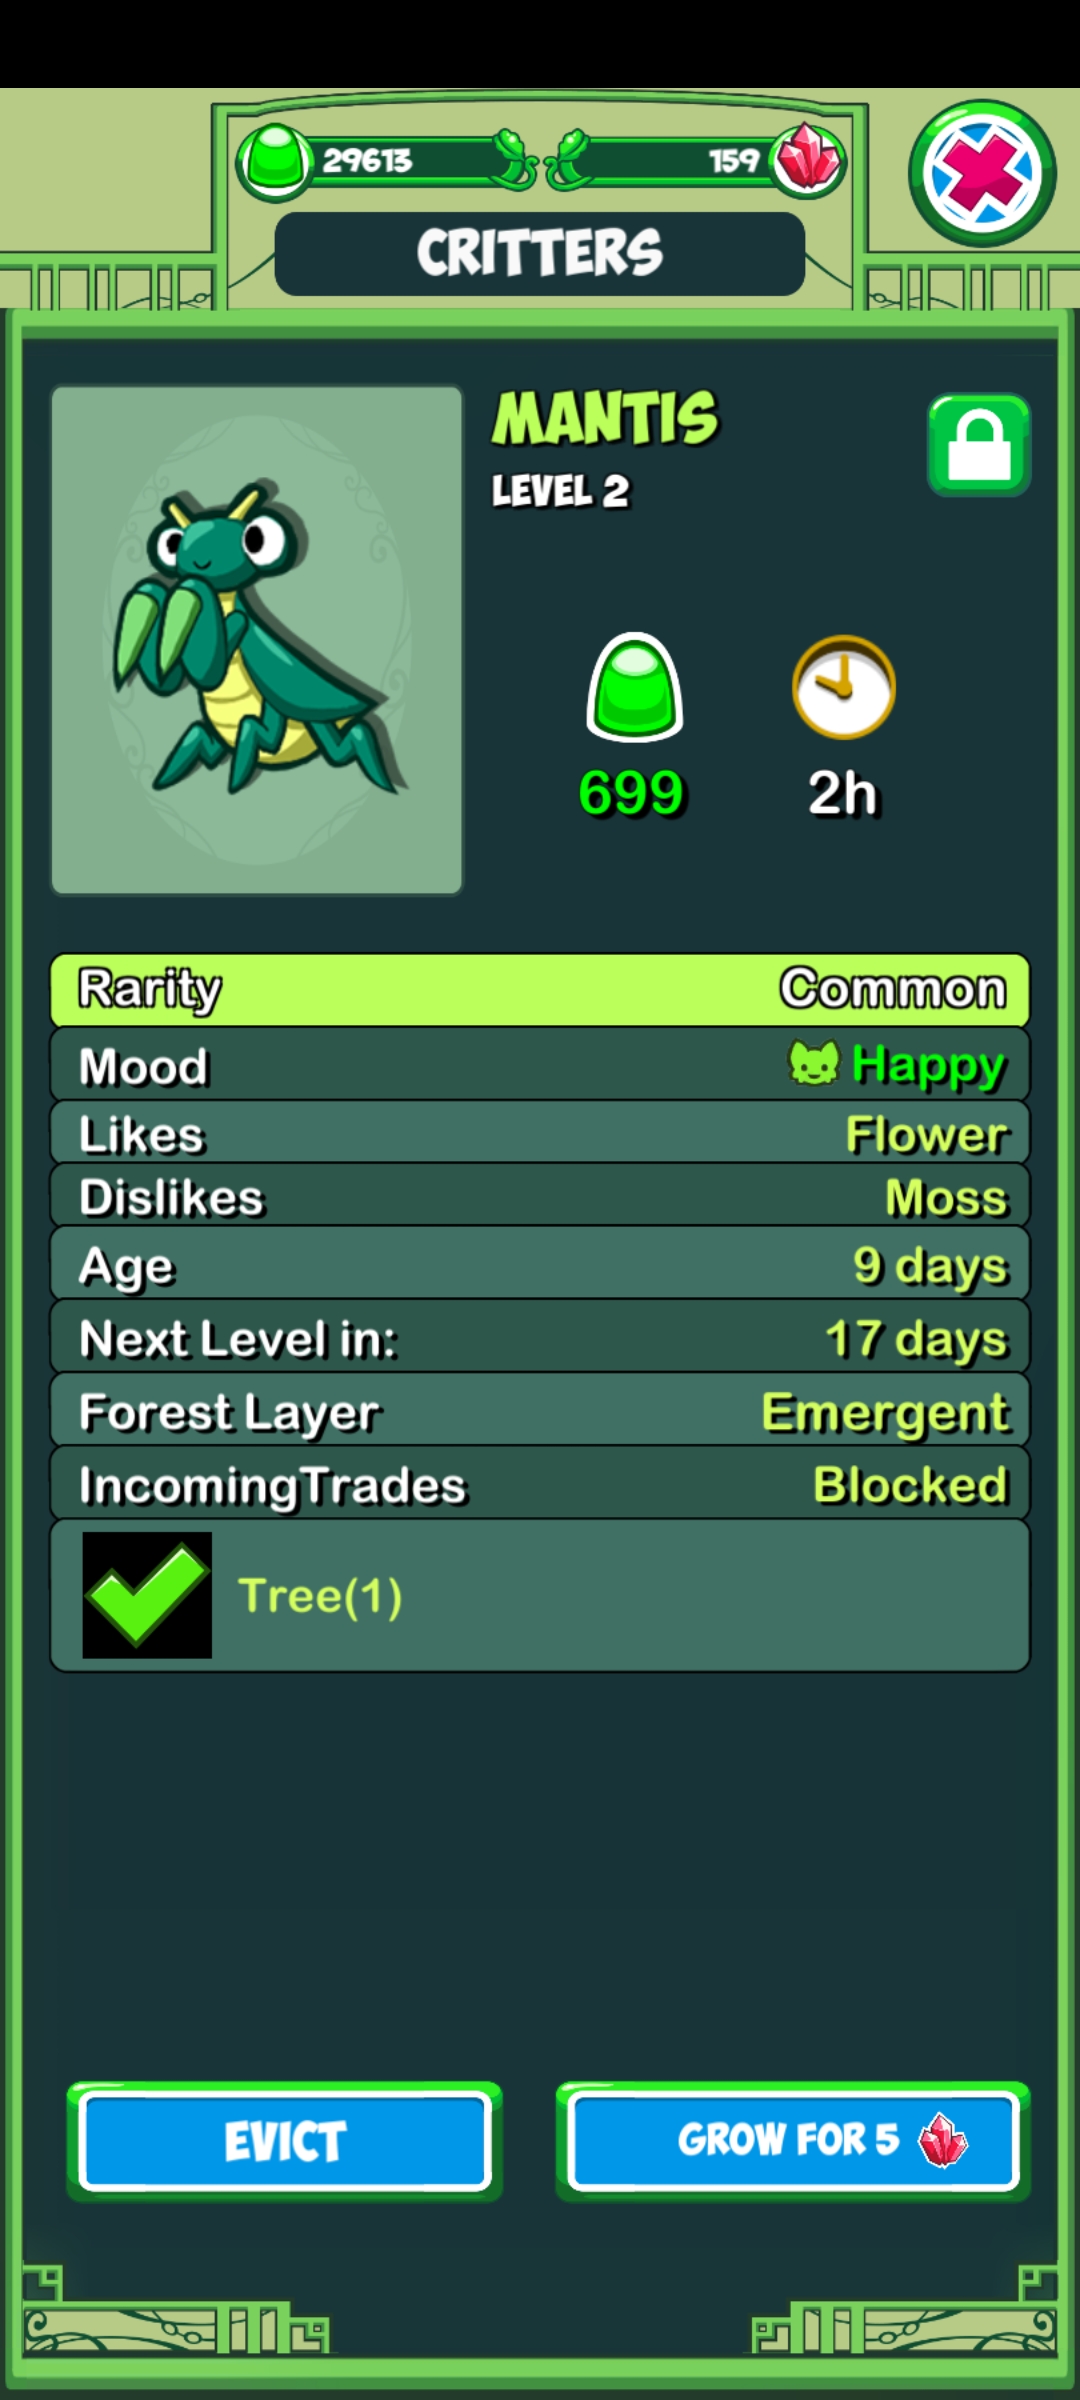 29613
159
CRITTERS
MANTIS
LEVEL 2
699
2h
Rarity Common
Mood Happy
Likes Flower
Dislikes Moss
Age 9 days
Next Level in: 17 days
Forest Layer Emergent
IncomingTrades Blocked
Tree(1)
EVICT
GROW FOR 5